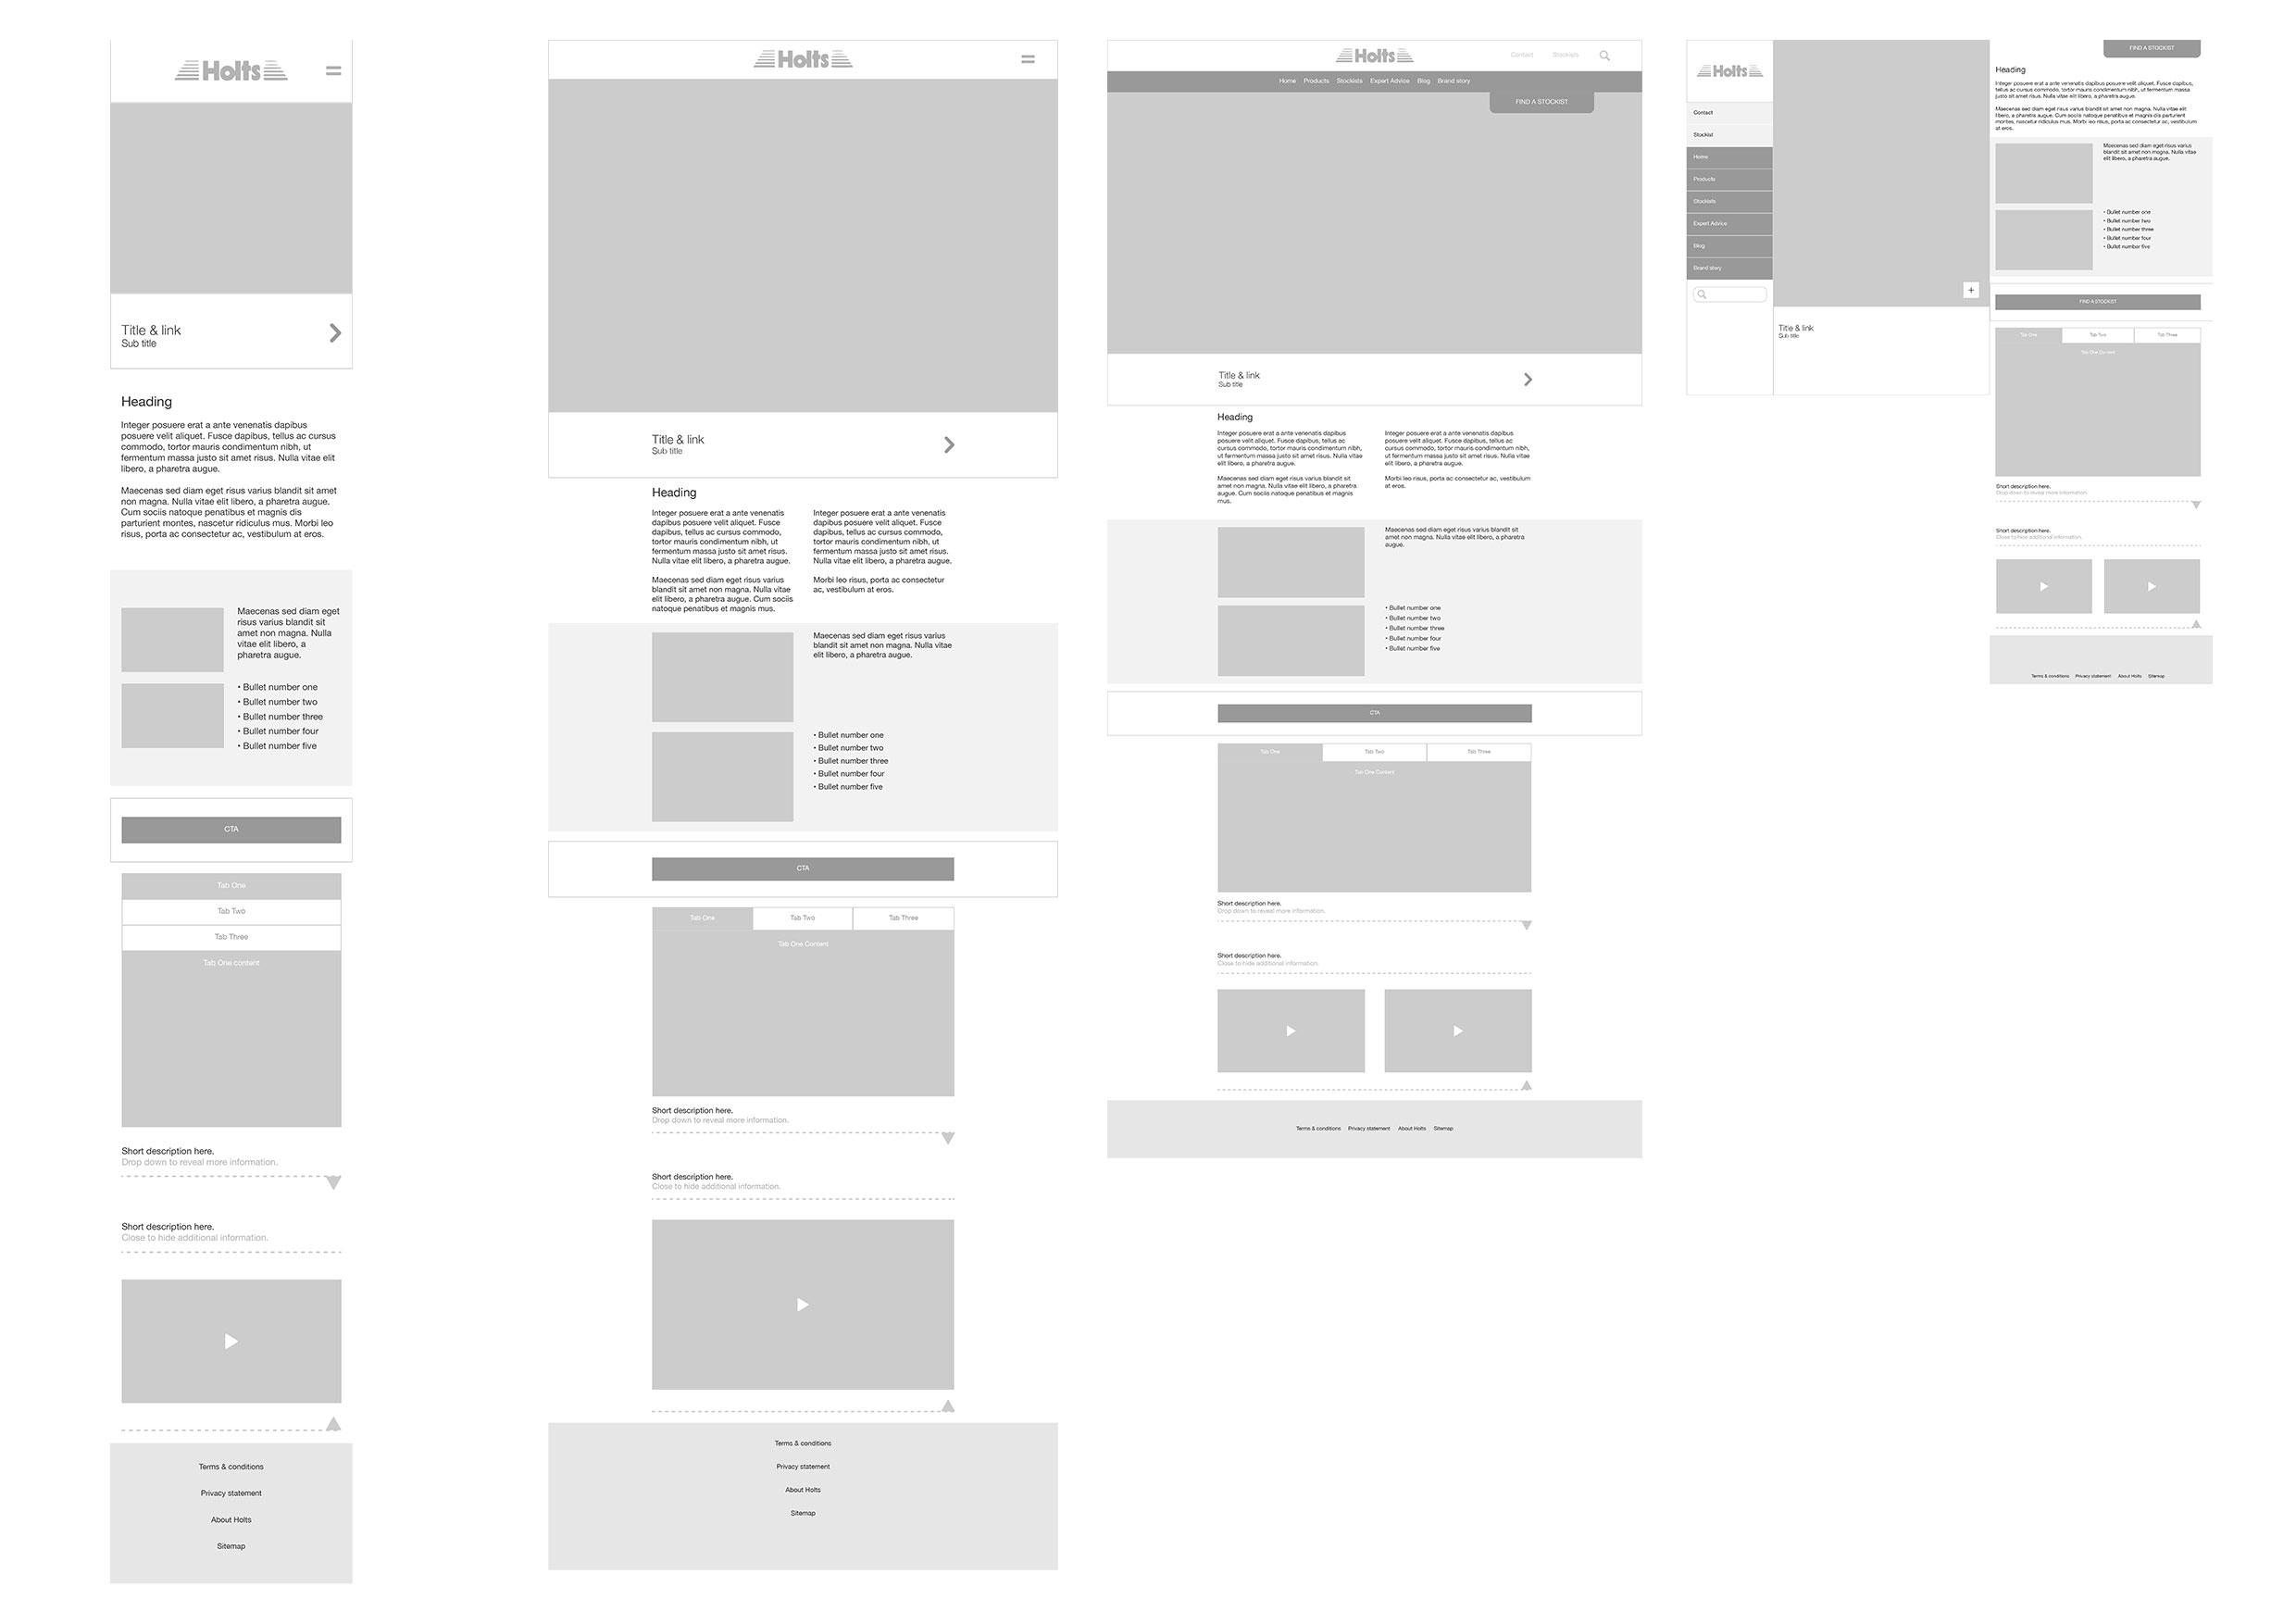 Holts
Title & link
Sub title
Heading
Integer posuere erat a ante venenatis dapibus
posuere velit aliquet. Fusce dapibus, tellus ac cursus
commodo, tortor mauris condimentum nibh, ut
fermentum massa justo sit amet risus. Nulla vitae elit
libero, a pharetra augue.
Maecenas sed diam eget risus varius blandit sit amet
non magna. Nulla vitae elit libero, a pharetra augue.
Cum sociis natoque penatibus et magnis dis
parturient montes, nascetur ridiculus mus. Morbi leo
risus, porta ac consectetur ac, vestibulum at eros.
Maecenas sed diam eget
risus varius blandit sit
amet non magna. Nulla
vitae elit libero, a
pharetra augue.
• Bullet number one
• Bullet number two
• Bullet number three
• Bullet number four
• Bullet number five
CTA
Tab One
Tab Two
Tab Three
Tab One content
Short description here.
Drop down to reveal more information.
Short description here.
Close to hide additional information.
Terms & conditions
Privacy statement
About Holts
Sitemap
Holts
Title & link
Sub title
Heading
Integer posuere erat a ante venenatis
dapibus posuere velit aliquet. Fusce
dapibus, tellus ac cursus commodo,
tortor mauris condimentum nibh, ut
fermentum massa justo sit amet risus.
Nulla vitae elit libero, a pharetra augue.
Maecenas sed diam eget risus varius
blandit sit amet non magna. Nulla vitae
elit libero, a pharetra augue. Cum sociis
natoque penatibus et magnis mus.
Integer posuere erat a ante venenatis
dapibus posuere velit aliquet. Fusce
dapibus, tellus ac cursus commodo,
tortor mauris condimentum nibh, ut
fermentum massa justo sit amet risus.
Nulla vitae elit libero, a pharetra augue.
Morbi leo risus, porta ac consectetur
ac, vestibulum at eros.
Maecenas sed diam eget risus varius
blandit sit amet non magna. Nulla vitae
elit libero, a pharetra augue.
• Bullet number one
• Bullet number two
• Bullet number three
• Bullet number four
• Bullet number five
CTA
Tab One Tab Two Tab Three
Tab One Content
Short description here.
Drop down to reveal more information.
Short description here.
Close to hide additional information.
Terms & conditions
Privacy statement
About Holts
Sitemap
Holts Contact Stockists
Home Products Stockists Expert Advice Blog Brand story
FIND A STOCKIST
Title & link
Sub title
Heading
Integer posuere erat a ante venenatis dapibus
posuere velit aliquet. Fusce dapibus, tellus ac
cursus commodo, tortor mauris condimentum nibh,
ut fermentum massa justo sit amet risus. Nulla vitae
elit libero, a pharetra augue.
Maecenas sed diam eget risus varius blandit sit
amet non magna. Nulla vitae elit libero, a pharetra
augue. Cum sociis natoque penatibus et magnis
mus.
Integer posuere erat a ante venenatis dapibus
posuere velit aliquet. Fusce dapibus, tellus ac
cursus commodo, tortor mauris condimentum nibh,
ut fermentum massa justo sit amet risus. Nulla vitae
elit libero, a pharetra augue.
Morbi leo risus, porta ac consectetur ac, vestibulum
at eros.
Maecenas sed diam eget risus varius blandit sit
amet non magna. Nulla vitae elit libero, a pharetra
augue.
• Bullet number one
• Bullet number two
• Bullet number three
• Bullet number four
• Bullet number five
CTA
Tab One Tab Two Tab Three
Tab One Content
Short description here.
Drop down to reveal more information.
Short description here.
Close to hide additional information.
Terms & conditions Privacy statement About Holts Sitemap
Holts
Contact
Stockist
Home
Products
Stockists
Expert Advice
Blog
Brand story
+
Title & link
Sub title
FIND A STOCKIST
Heading
Integer posuere erat a ante venenatis dapibus posuere velit aliquet. Fusce dapibus,
tellus ac cursus commodo, tortor mauris condimentum nibh, ut fermentum massa
justo sit amet risus. Nulla vitae elit libero, a pharetra augue.
Maecenas sed diam eget risus varius blandit sit amet non magna. Nulla vitae elit
libero, a pharetra augue. Cum sociis natoque penatibus et magnis dis parturient
montes, nascetur ridiculus mus. Morbi leo risus, porta ac consectetur ac, vestibulum
at eros.
Maecenas sed diam eget risus varius
blandit sit amet non magna. Nulla vitae
elit libero, a pharetra augue.
• Bullet number one
• Bullet number two
• Bullet number three
• Bullet number four
• Bullet number five
FIND A STOCKIST
Tab One Tab Two Tab Three
Tab One Content
Short description here.
Drop down to reveal more information.
Short description here.
Close to hide additional information.
Terms & conditions Privacy statement About Holts Sitemap